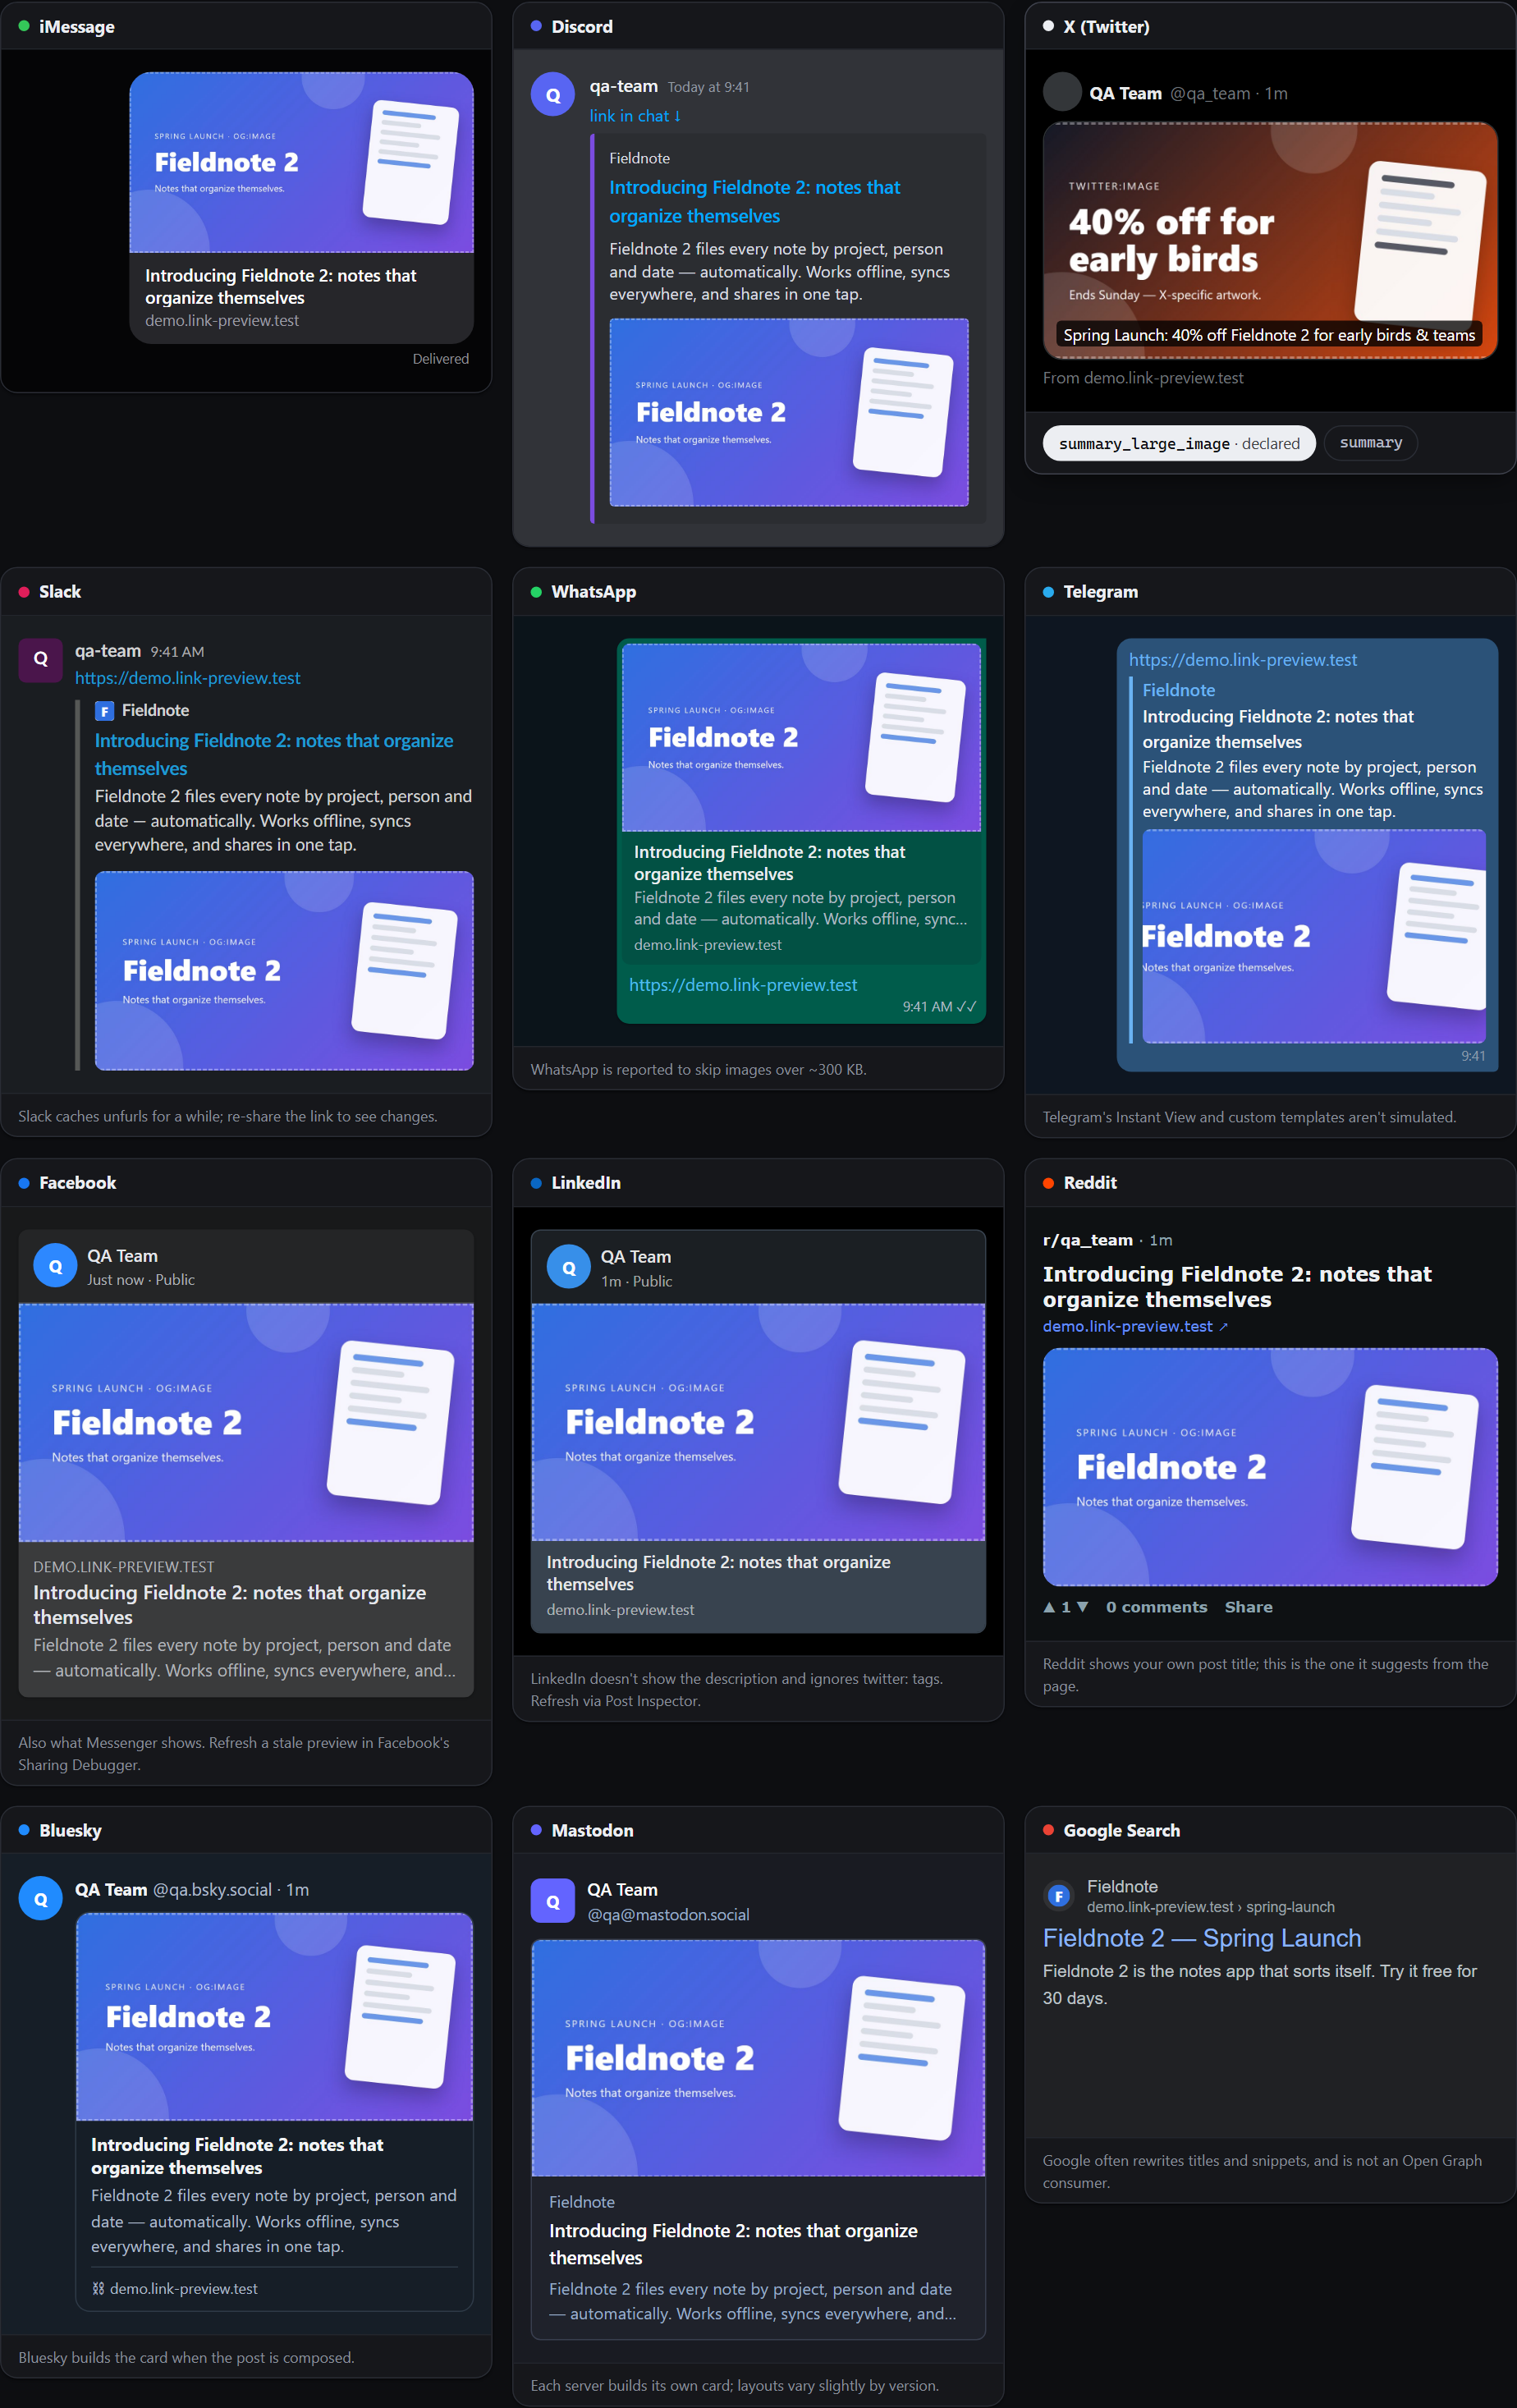 iMessage
SPRING LAUNCH · OG:IMAGE
Fieldnote 2
Notes that organize themselves.
Introducing Fieldnote 2: notes that
organize themselves
demo.link-preview.test
Delivered
Discord
Q
qa-team Today at 9:41
link in chat ↓
Fieldnote
Introducing Fieldnote 2: notes that
organize themselves
Fieldnote 2 files every note by project, person
and date — automatically. Works offline, syncs
everywhere, and shares in one tap.
SPRING LAUNCH · OG:IMAGE
Fieldnote 2
Notes that organize themselves.
X (Twitter)
QA Team @qa_team · 1m
TWITTER:IMAGE
40% off for
early birds
Ends Sunday — X-specific artwork.
Spring Launch: 40% off Fieldnote 2 for early birds & teams
From demo.link-preview.test
summary_large_image · declared
summary
Slack
Q
qa-team 9:41 AM
https://demo.link-preview.test
F Fieldnote
Introducing Fieldnote 2: notes that organize
themselves
Fieldnote 2 files every note by project, person and
date — automatically. Works offline, syncs
everywhere, and shares in one tap.
SPRING LAUNCH · OG:IMAGE
Fieldnote 2
Notes that organize themselves.
Slack caches unfurls for a while; re-share the link to see changes.
WhatsApp
SPRING LAUNCH · OG:IMAGE
Fieldnote 2
Notes that organize themselves.
Introducing Fieldnote 2: notes that
organize themselves
Fieldnote 2 files every note by project, person
and date — automatically. Works offline, sync...
demo.link-preview.test
https://demo.link-preview.test
9:41 AM ✓✓
WhatsApp is reported to skip images over ~300 KB.
Telegram
https://demo.link-preview.test
Fieldnote
Introducing Fieldnote 2: notes that
organize themselves
Fieldnote 2 files every note by project, person
and date — automatically. Works offline, syncs
everywhere, and shares in one tap.
SPRING LAUNCH · OG:IMAGE
Fieldnote 2
Notes that organize themselves.
9:41
Telegram's Instant View and custom templates aren't simulated.
Facebook
Q
QA Team
Just now · Public
SPRING LAUNCH · OG:IMAGE
Fieldnote 2
Notes that organize themselves.
DEMO.LINK-PREVIEW.TEST
Introducing Fieldnote 2: notes that organize
themselves
Fieldnote 2 files every note by project, person and date
— automatically. Works offline, syncs everywhere, and...
Also what Messenger shows. Refresh a stale preview in Facebook's
Sharing Debugger.
LinkedIn
Q
QA Team
1m · Public
SPRING LAUNCH · OG:IMAGE
Fieldnote 2
Notes that organize themselves.
Introducing Fieldnote 2: notes that organize
themselves
demo.link-preview.test
LinkedIn doesn't show the description and ignores twitter: tags.
Refresh via Post Inspector.
Reddit
r/qa_team · 1m
Introducing Fieldnote 2: notes that
organize themselves
demo.link-preview.test ↗
SPRING LAUNCH · OG:IMAGE
Fieldnote 2
Notes that organize themselves.
▲ 1 ▼ 0 comments Share
Reddit shows your own post title; this is the one it suggests from the
page.
Bluesky
Q
QA Team @qa.bsky.social · 1m
SPRING LAUNCH · OG:IMAGE
Fieldnote 2
Notes that organize themselves.
Introducing Fieldnote 2: notes that
organize themselves
Fieldnote 2 files every note by project, person and
date — automatically. Works offline, syncs
everywhere, and shares in one tap.
demo.link-preview.test
Bluesky builds the card when the post is composed.
Mastodon
Q
QA Team
@qa@mastodon.social
SPRING LAUNCH · OG:IMAGE
Fieldnote 2
Notes that organize themselves.
Fieldnote
Introducing Fieldnote 2: notes that organize
themselves
Fieldnote 2 files every note by project, person and date
— automatically. Works offline, syncs everywhere, and...
Each server builds its own card; layouts vary slightly by version.
Google Search
F
Fieldnote
demo.link-preview.test › spring-launch
Fieldnote 2 — Spring Launch
Fieldnote 2 is the notes app that sorts itself. Try it free for
30 days.
Google often rewrites titles and snippets, and is not an Open Graph
consumer.